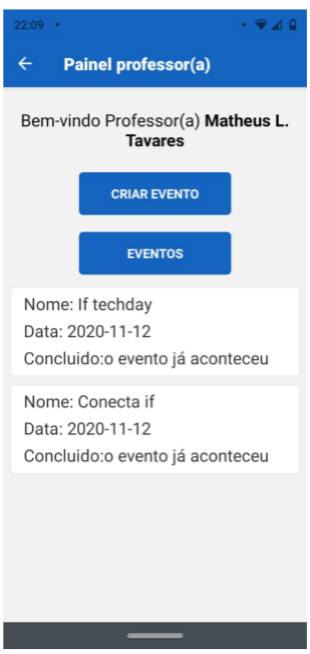 22:09
Painel professor(a)
Bem-vindo Professor(a) Matheus L.
Tavares
CRIAR EVENTO
EVENTOS
Nome: If techday
Data: 2020-11-12
Concluido:o evento já aconteceu
Nome: Conecta if
Data: 2020-11-12
Concluido:o evento já aconteceu